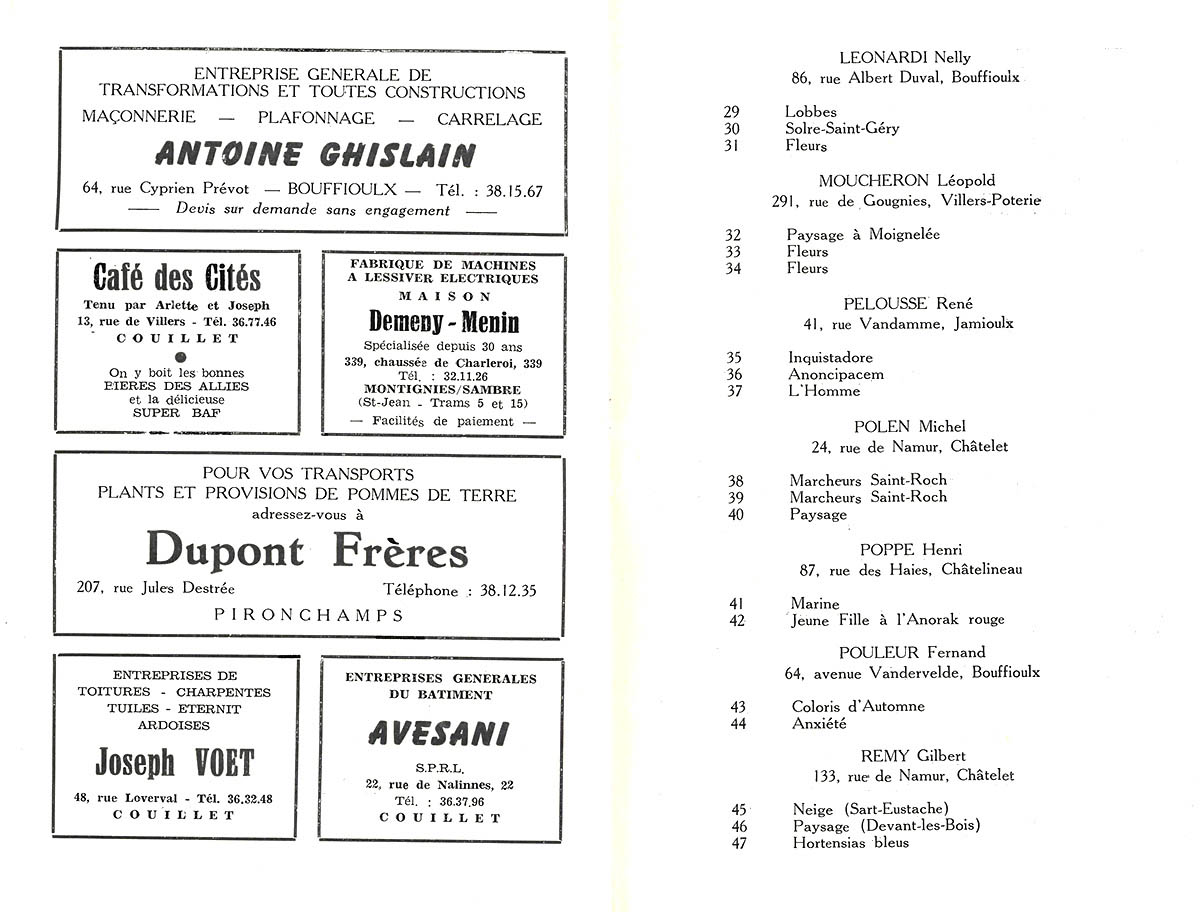 ENTREPRISE GENERALE DE
TRANSFORMATIONS ET TOUTES CONSTRUCTIONS
MAÇONNERIE — PLAFONNAGE — CARRELAGE
ANTOINE GHISLAIN
64, rue Cyprien Prévot — BOUFFIOULX — Tél. : 38.15.67
—— Devis sur demande sans engagement ——
Café des Cités
Tenu par Arlette et Joseph
13, rue de Villers - Tél. 36.77.46
COUILLET
●
On y boit les bonnes
BIERES DES ALLIES
et la délicieuse
SUPER BAF
FABRIQUE DE MACHINES
A LESSIVER ELECTRIQUES
MAISON
Demeny - Menin
Spécialisée depuis 30 ans
339, chaussée de Charleroi, 339
Tél. : 32.11.26
MONTIGNIES/SAMBRE
(St-Jean - Trams 5 et 15)
— Facilités de paiement —
POUR VOS TRANSPORTS
PLANTS ET PROVISIONS DE POMMES DE TERRE
adressez-vous à
Dupont Frères
207, rue Jules Destrée Téléphone : 38.12.35
PIRONCHAMPS
ENTREPRISES DE
TOITURES - CHARPENTES
TUILES - ETERNIT
ARDOISES
Joseph VOET
48, rue Loverval - Tél. 36.32.48
COUILLET
ENTREPRISES GENERALES
DU BATIMENT
AVESANI
S.P.R.L.
22, rue de Nalinnes, 22
Tél. : 36.37.96
COUILLET
LEONARDI Nelly
86, rue Albert Duval, Bouffioulx
29 Lobbes
30 Solre-Saint-Géry
31 Fleurs
MOUCHERON Léopold
291, rue de Gougnies, Villers-Poterie
32 Paysage à Moignelée
33 Fleurs
34 Fleurs
PELOUSSE René
41, rue Vandamme, Jamioulx
35 Inquistadore
36 Anoncipacem
37 L'Homme
POLEN Michel
24, rue de Namur, Châtelet
38 Marcheurs Saint-Roch
39 Marcheurs Saint-Roch
40 Paysage
POPPE Henri
87, rue des Haies, Châtelineau
41 Marine
42 Jeune Fille à l'Anorak rouge
POULEUR Fernand
64, avenue Vandervelde, Bouffioulx
43 Coloris d'Automne
44 Anxiété
REMY Gilbert
133, rue de Namur, Châtelet
45 Neige (Sart-Eustache)
46 Paysage (Devant-les-Bois)
47 Hortensias bleus